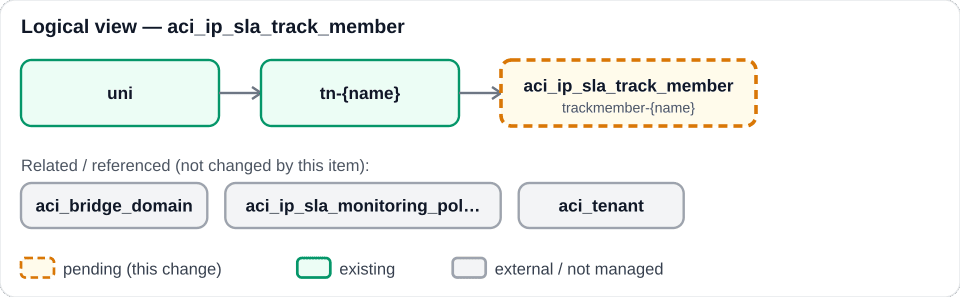 Logical view — aci_ip_sla_track_member
uni
tn-{name}
aci_ip_sla_track_member
trackmember-{name}
Related / referenced (not changed by this item):
aci_bridge_domain
aci_ip_sla_monitoring_pol…
aci_tenant
pending (this change)
existing
external / not managed